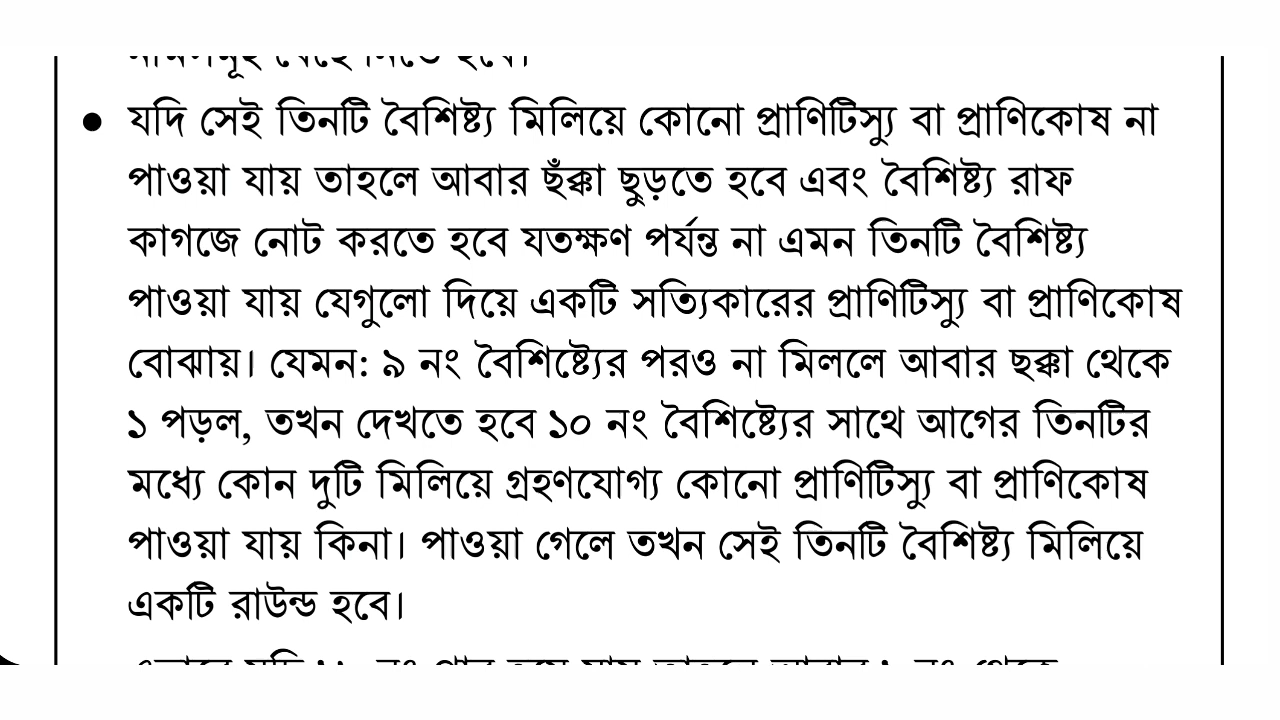 ● যদি সেই তিনটি বৈশিষ্ট্য মিলিয়ে কোনো প্রাণিটিস্যু বা প্রাণিকোষ না
পাওয়া যায় তাহলে আবার ছঁক্কা ছুড়তে হবে এবং বৈশিষ্ট্য রাফ
কাগজে নোট করতে হবে যতক্ষণ পর্যন্ত না এমন তিনটি বৈশিষ্ট্য
পাওয়া যায় যেগুলো দিয়ে একটি সত্যিকারের প্রাণিটিস্যু বা প্রাণিকোষ
বোঝায়। যেমন: ৯ নং বৈশিষ্ট্যের পরও না মিললে আবার ছক্কা থেকে
১ পড়ল, তখন দেখতে হবে ১০ নং বৈশিষ্ট্যের সাথে আগের তিনটির
মধ্যে কোন দুটি মিলিয়ে গ্রহণযোগ্য কোনো প্রাণিটিস্যু বা প্রাণিকোষ
পাওয়া যায় কিনা। পাওয়া গেলে তখন সেই তিনটি বৈশিষ্ট্য মিলিয়ে
একটি রাউন্ড হবে।